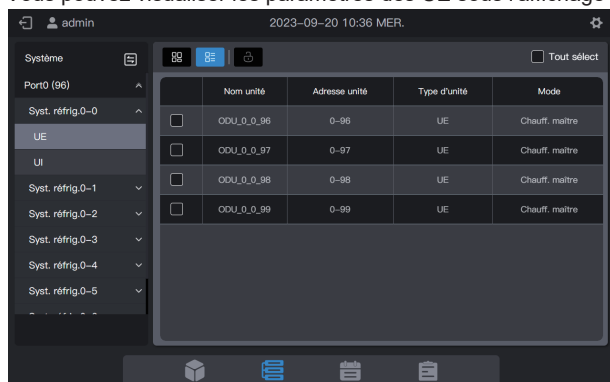 Vous pouvez visualiser les paramètres des UE sous l'affichage
admin 2023-09-20 10:36 MER.
Système Tout sélect
Port0 (96)
Syst. réfrig.0-0
UE
UI
Syst. réfrig.0-1
Syst. réfrig.0-2
Syst. réfrig.0-3
Syst. réfrig.0-4
Syst. réfrig.0-5
Nom unité Adresse unité Type d'unité Mode
ODU_0_0_96 0-96 UE Chauff. maître
ODU_0_0_97 0-97 UE Chauff. maître
ODU_0_0_98 0-98 UE Chauff. maître
ODU_0_0_99 0-99 UE Chauff. maître